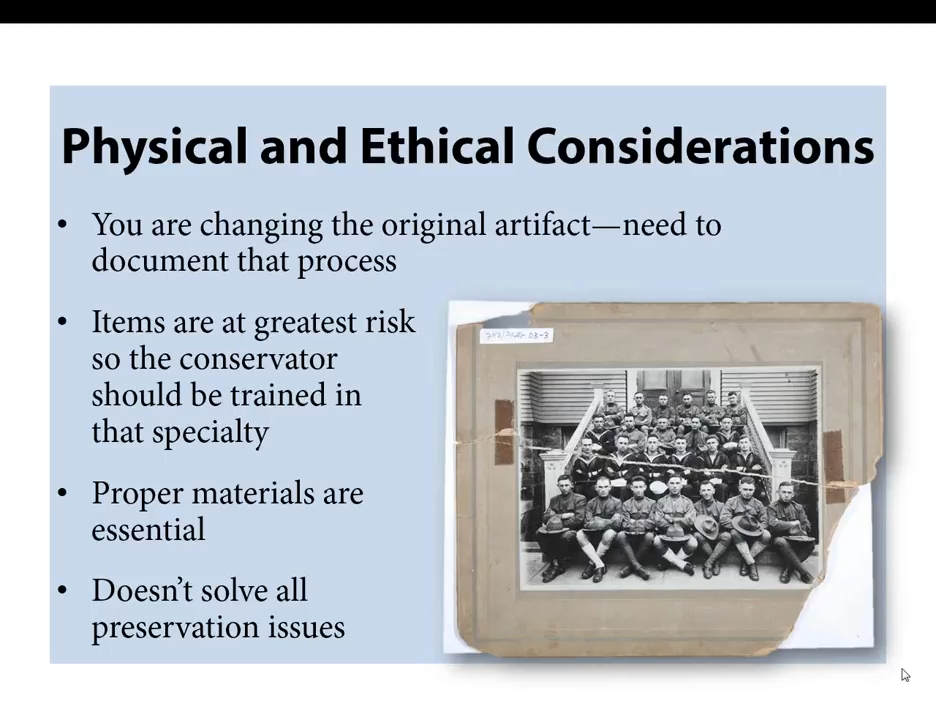 Physical and Ethical Considerations
• You are changing the original artifact—need to
document that process
• Items are at greatest risk
so the conservator
should be trained in
that specialty
• Proper materials are
essential
• Doesn’t solve all
preservation issues